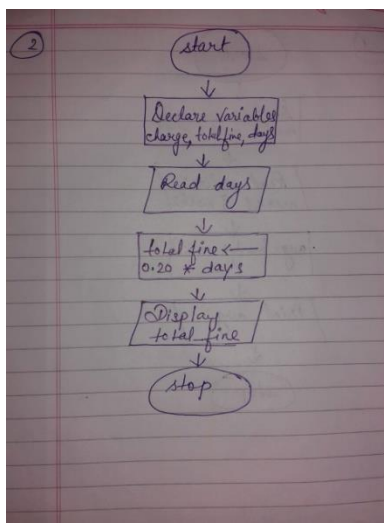 2
start
Declare variables
charge, total fine, days
Read days
total fine ←
0.20 * days
Display
total fine
stop